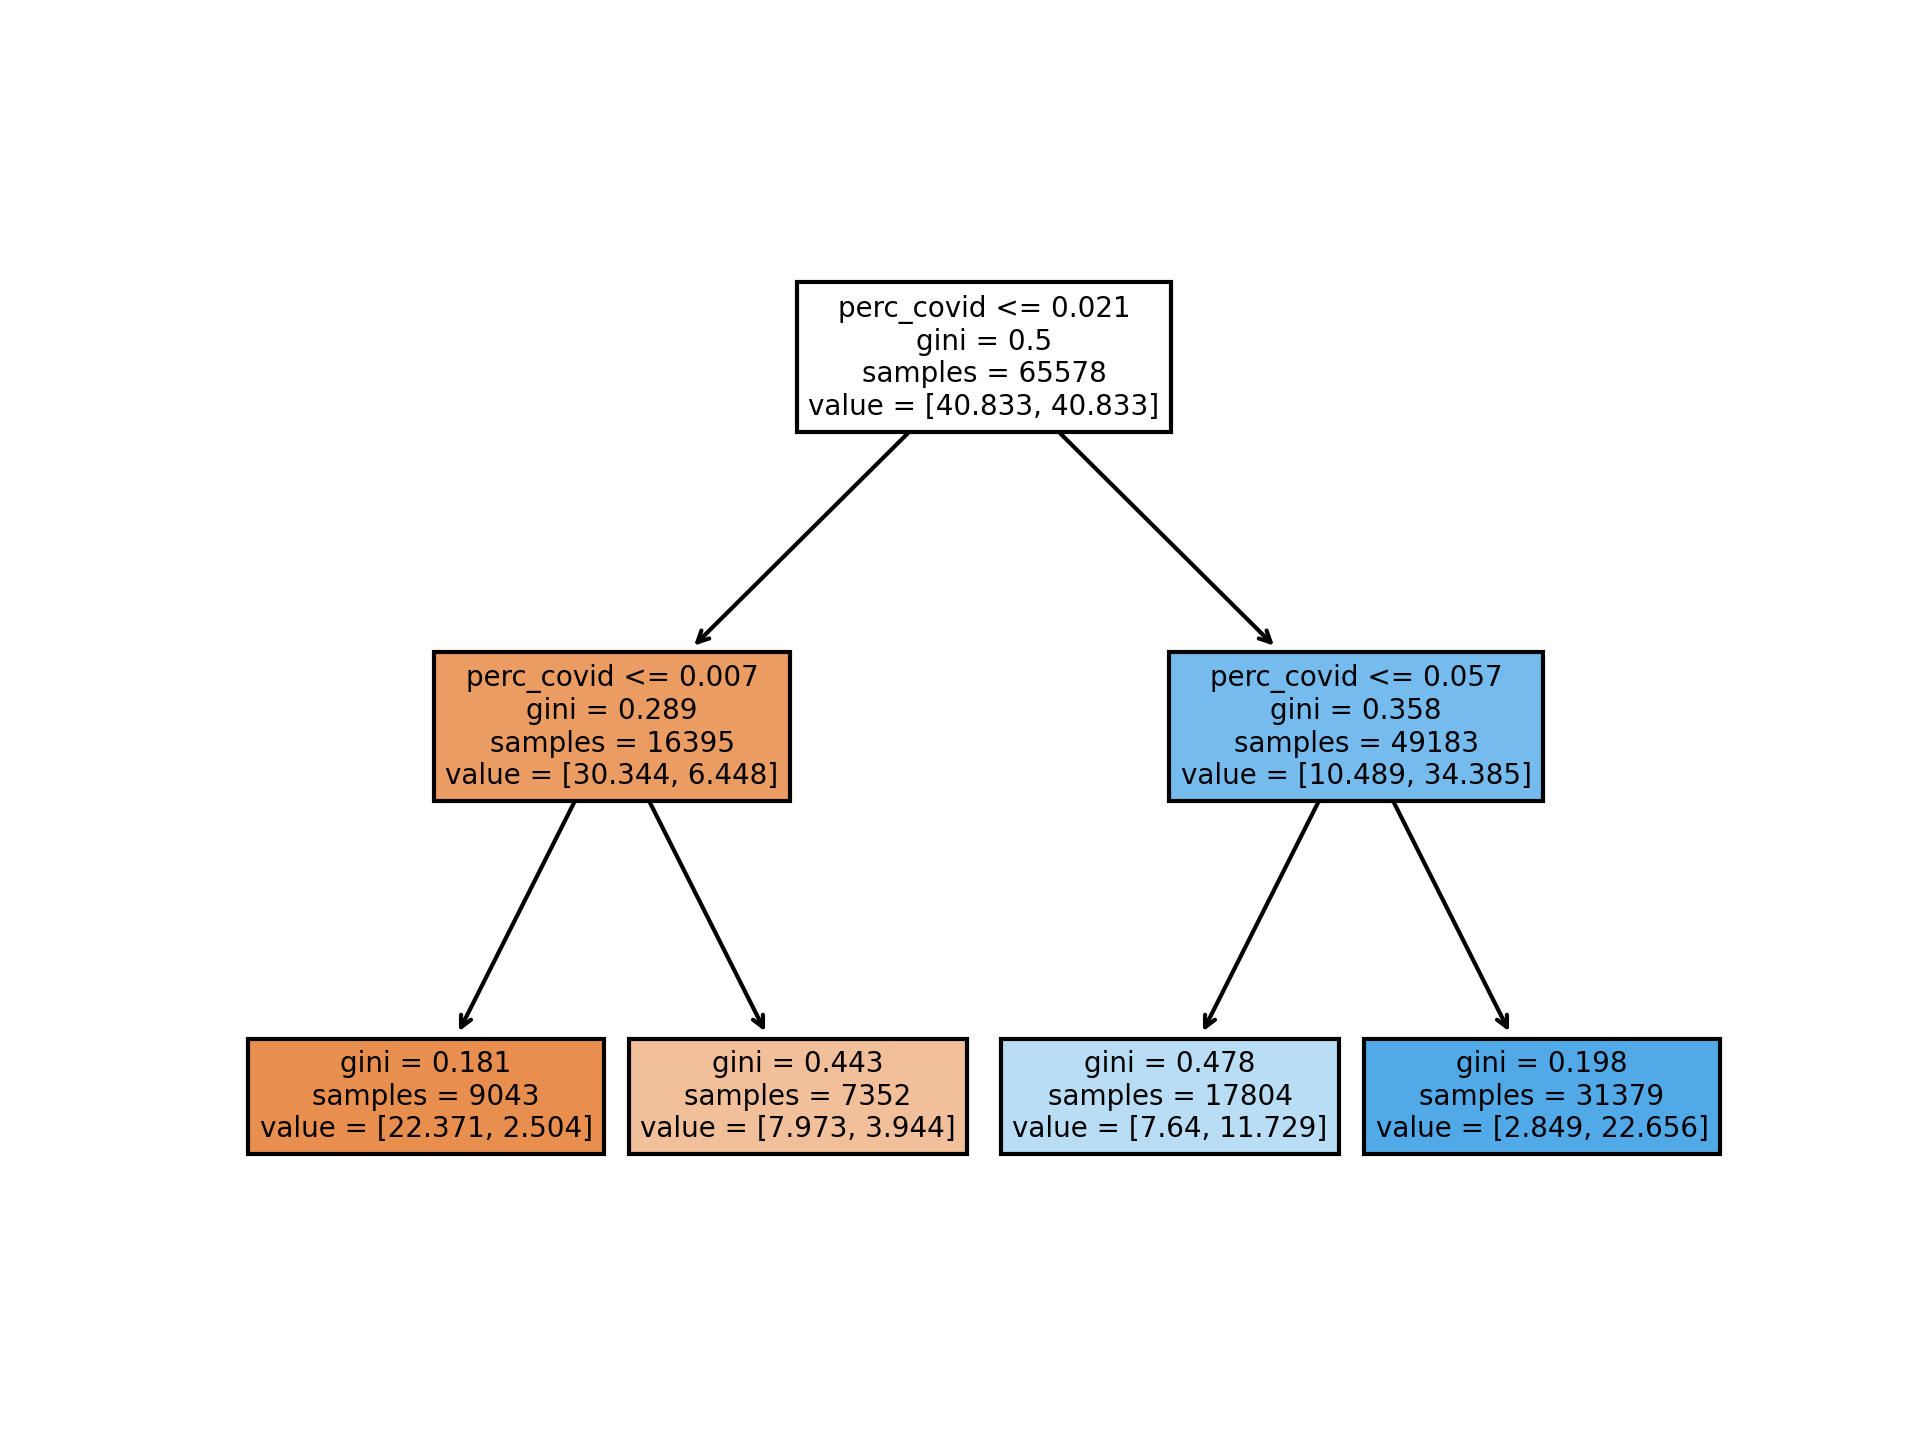 perc_covid <= 0.021
gini = 0.5
samples = 65578
value = [40.833, 40.833]
perc_covid <= 0.007
gini = 0.289
samples = 16395
value = [30.344, 6.448]
perc_covid <= 0.057
gini = 0.358
samples = 49183
value = [10.489, 34.385]
gini = 0.181
samples = 9043
value = [22.371, 2.504]
gini = 0.443
samples = 7352
value = [7.973, 3.944]
gini = 0.478
samples = 17804
value = [7.64, 11.729]
gini = 0.198
samples = 31379
value = [2.849, 22.656]